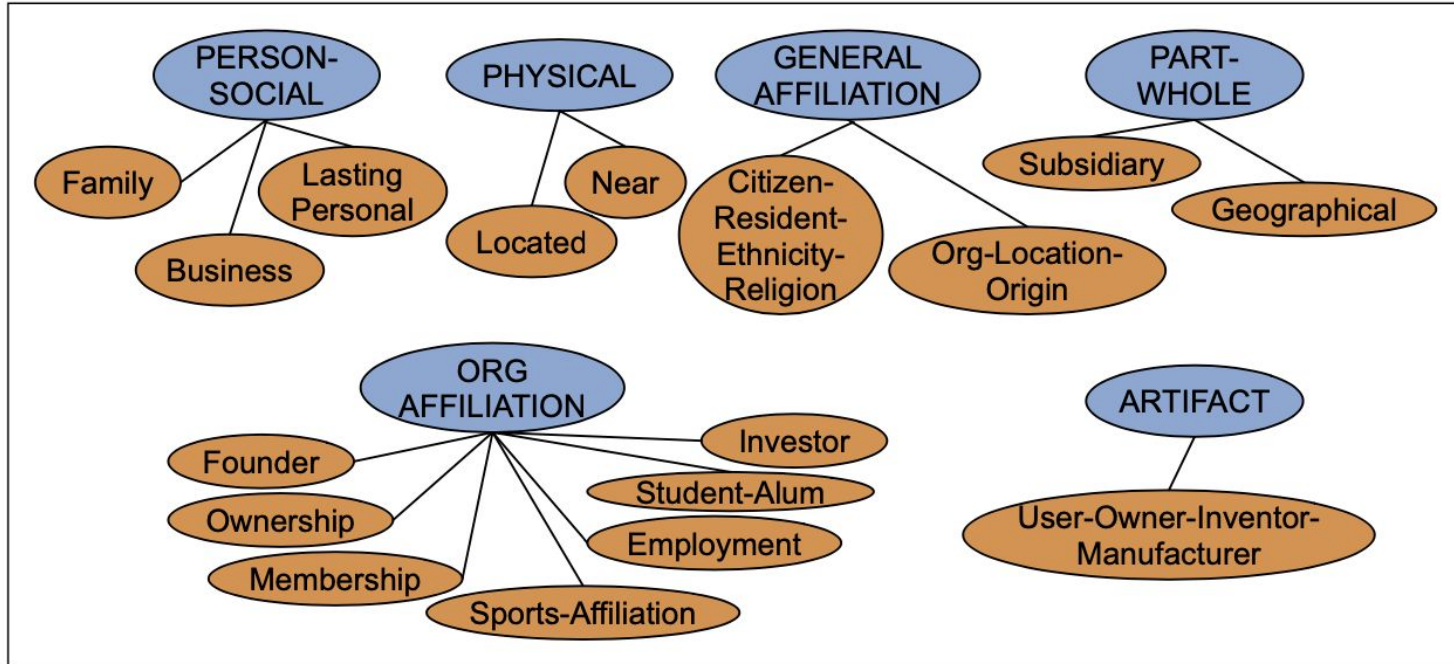 PERSON-
SOCIAL
PHYSICAL
GENERAL
AFFILIATION
PART-
WHOLE
Family
Lasting
Personal
Business
Near
Located
Citizen-
Resident-
Ethnicity-
Religion
Org-Location-
Origin
Subsidiary
Geographical
ORG
AFFILIATION
ARTIFACT
Founder
Ownership
Membership
Sports-Affiliation
Employment
Student-Alum
Investor
User-Owner-Inventor-
Manufacturer